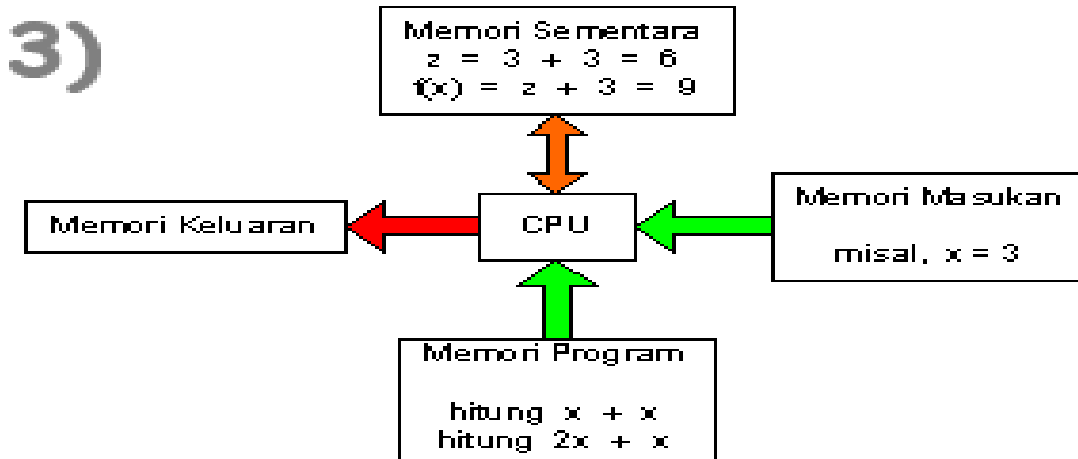 3)
Memori Sementara
z = 3 + 3 = 6
f(x) = z + 3 = 9
Memori Keluaran
CPU
Memori Masukan
misal, x = 3
Memori Program
hitung x + x
hitung 2x + x